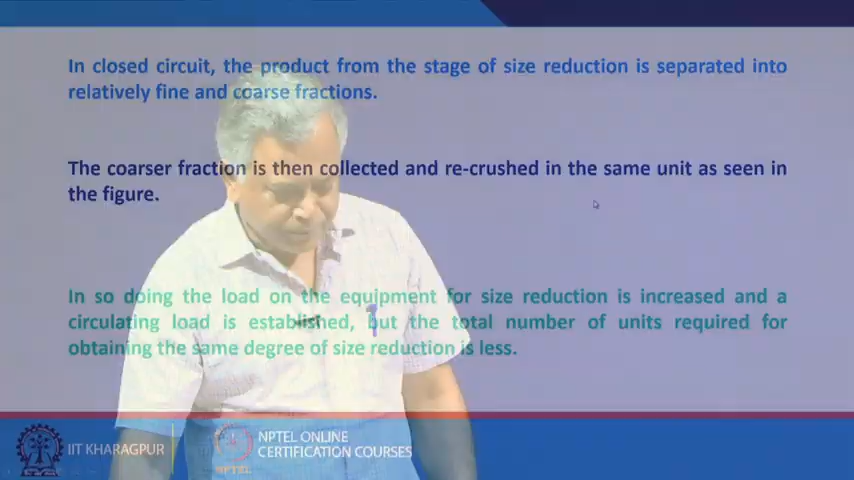 In closed circuit, the product from the stage of size reduction is separated into
relatively fine and coarse fractions.
The coarser fraction is then collected and re-crushed in the same unit as seen in
the figure.
In so doing the load on the equipment for size reduction is increased and a
circulating load is established, but the total number of units required for
obtaining the same degree of size reduction is less.
IIT KHARAGPUR
NPTEL
NPTEL ONLINE
CERTIFICATION COURSES